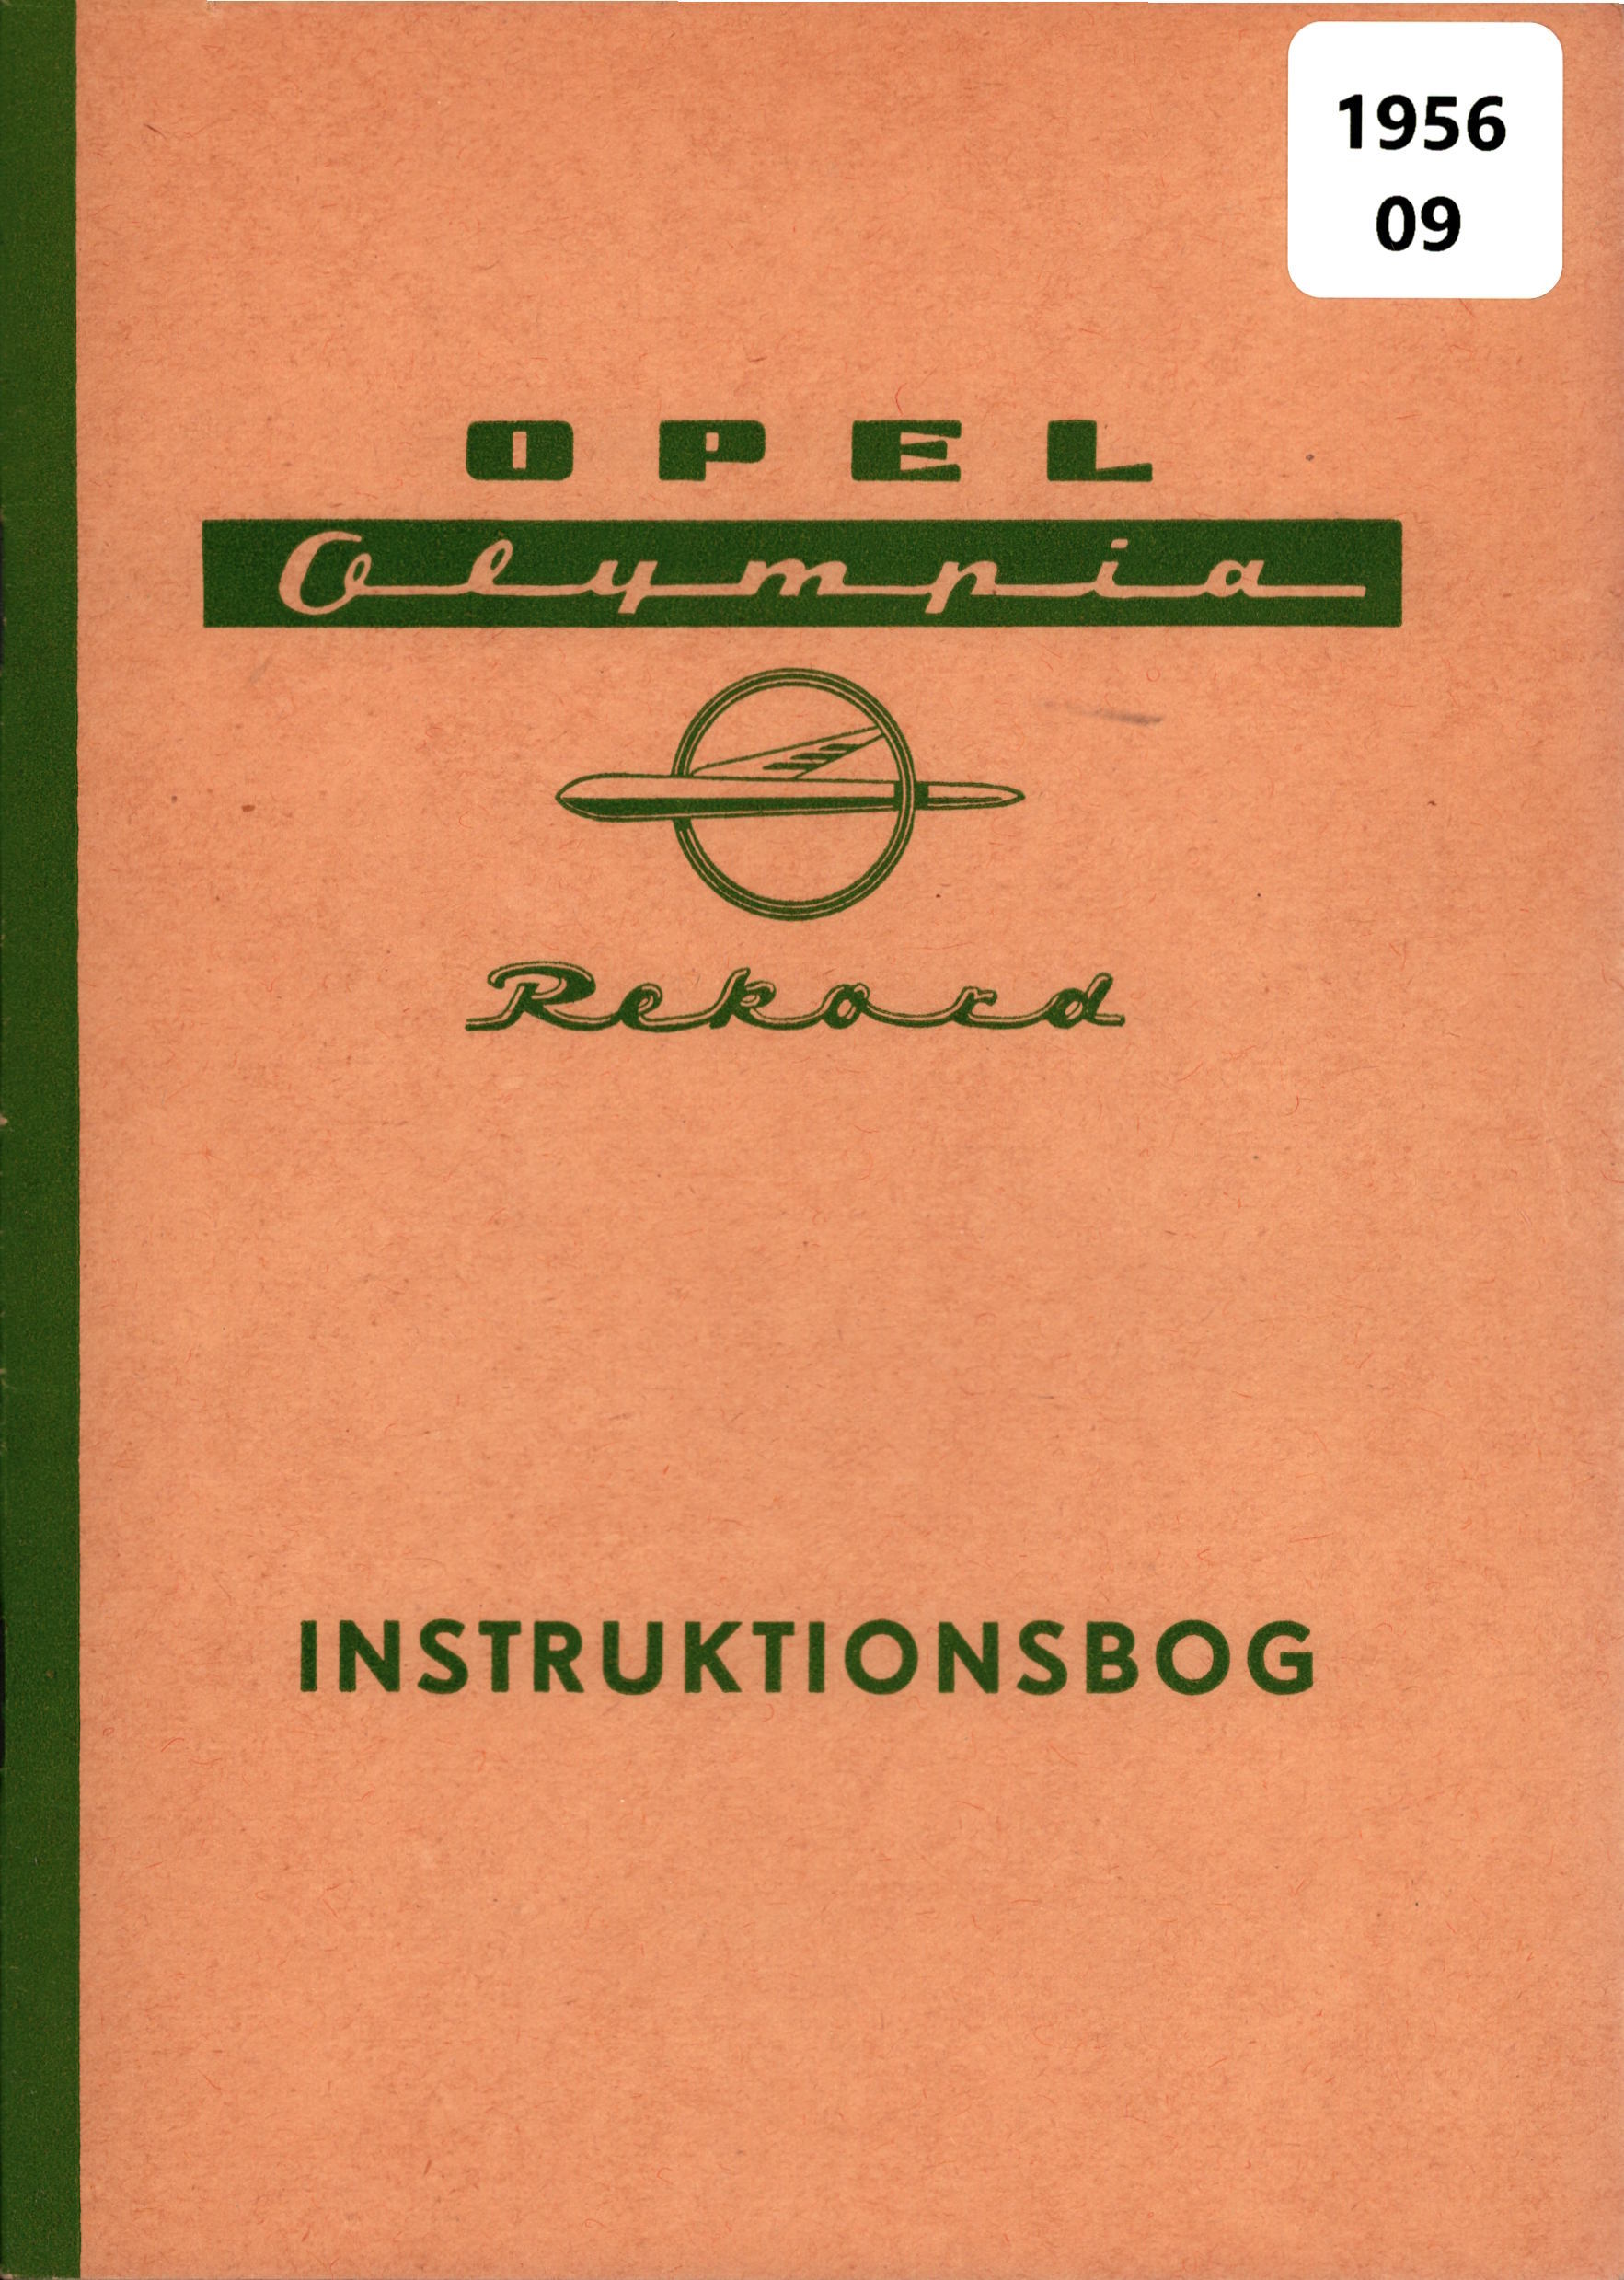 1956
09
OPEL
Olympia
Rekord
INSTRUKTIONSBOG